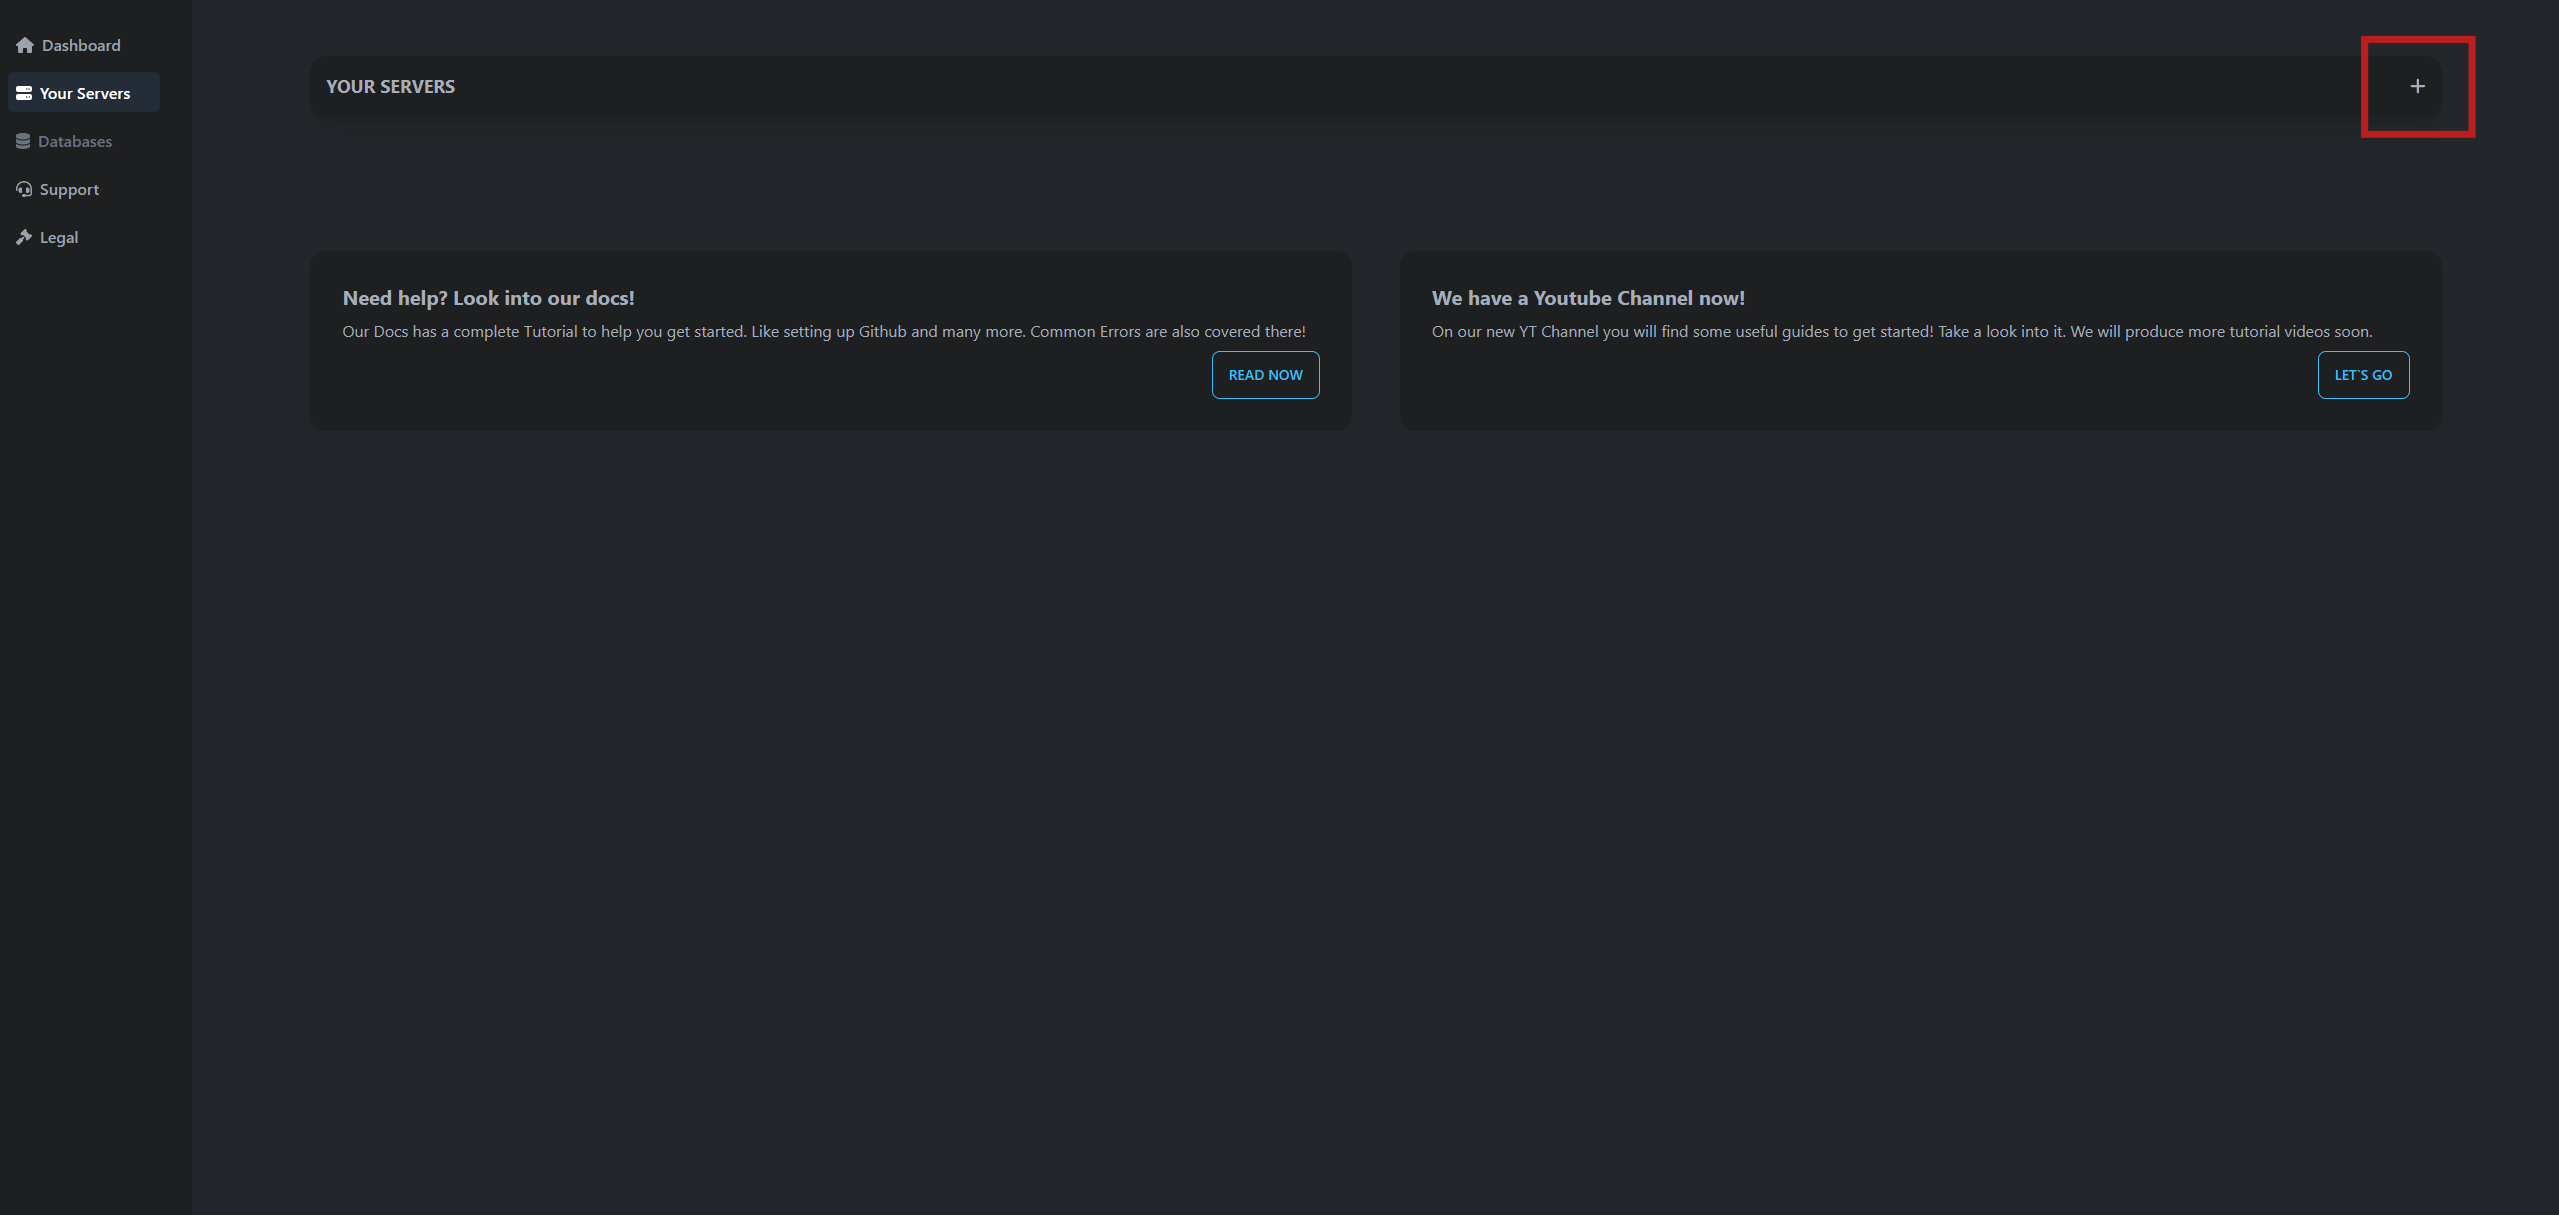 Dashboard
Your Servers
Databases
Support
Legal
YOUR SERVERS
+
Need help? Look into our docs!
Our Docs has a complete Tutorial to help you get started. Like setting up Github and many more. Common Errors are also covered there!
READ NOW
We have a Youtube Channel now!
On our new YT Channel you will find some useful guides to get started! Take a look into it. We will produce more tutorial videos soon.
LET`S GO